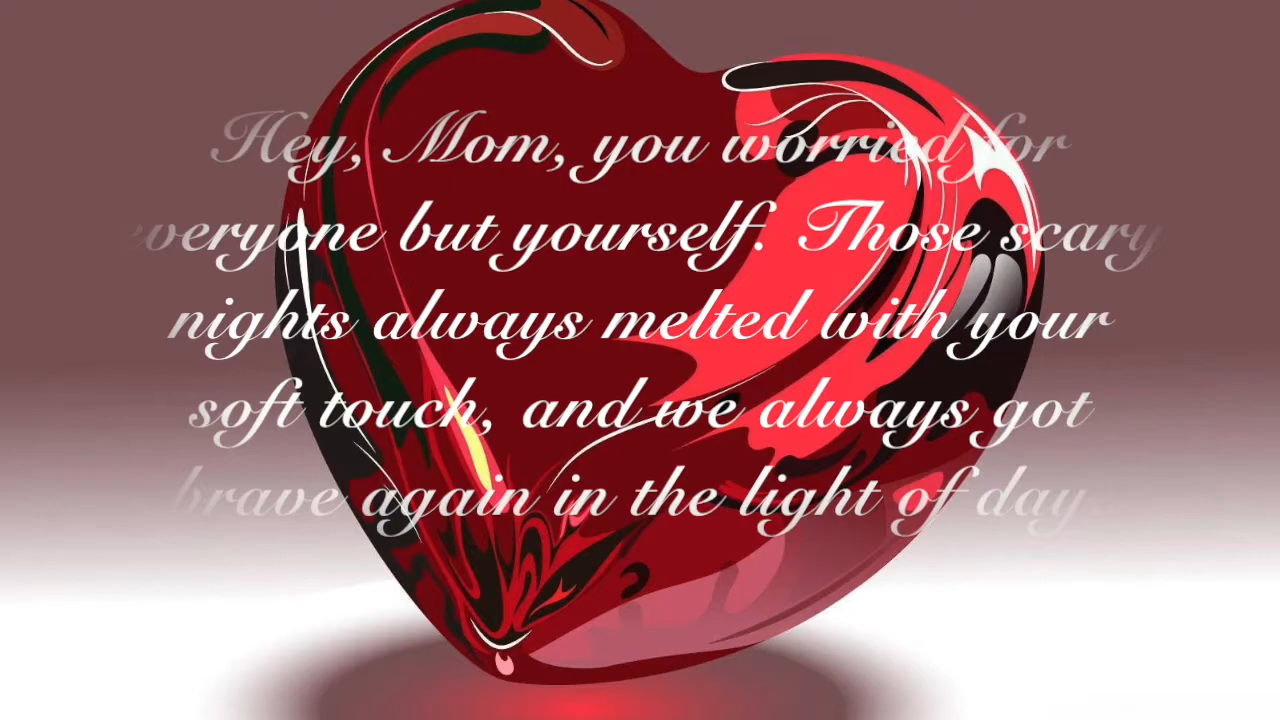 Hey, Mom, you worried for
everyone but yourself. Those scary
nights always melted with your
soft touch, and we always got
brave again in the light of day.